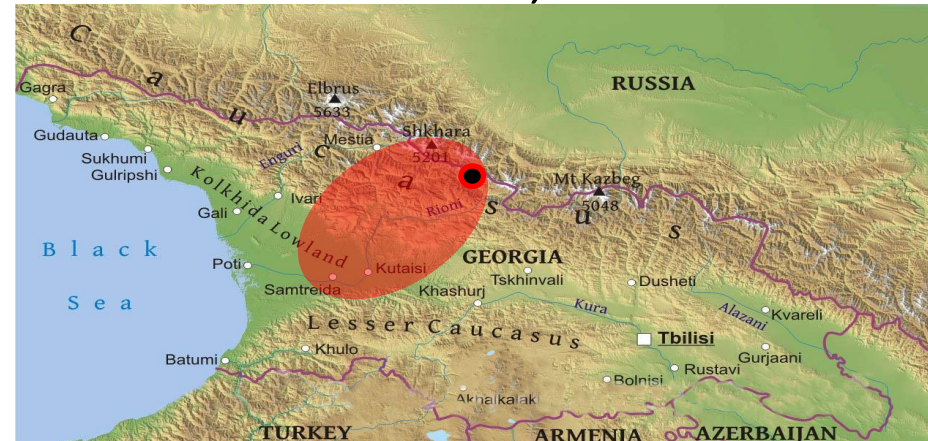 Caucasus
RUSSIA
Gagra
Elbrus
5633
Gudauta
Mestia
Shkhara
5201
Sukhumi
Enguri
Gulripshi
Mt Kazbeg
5048
Kolkhida Lowland
Ivari
Rioni
Gali
Black
Sea
GEORGIA
Poti
Kutaisi
Tskhinvali
Samtreida
Dusheti
Khashurj
Kura
Alazani
Kvareli
Lesser Caucasus
Tbilisi
Khulo
Gurjaani
Batumi
Rustavi
Bolnisi
Akhalkalaki
TURKEY
ARMENIA
AZERBAIJAN